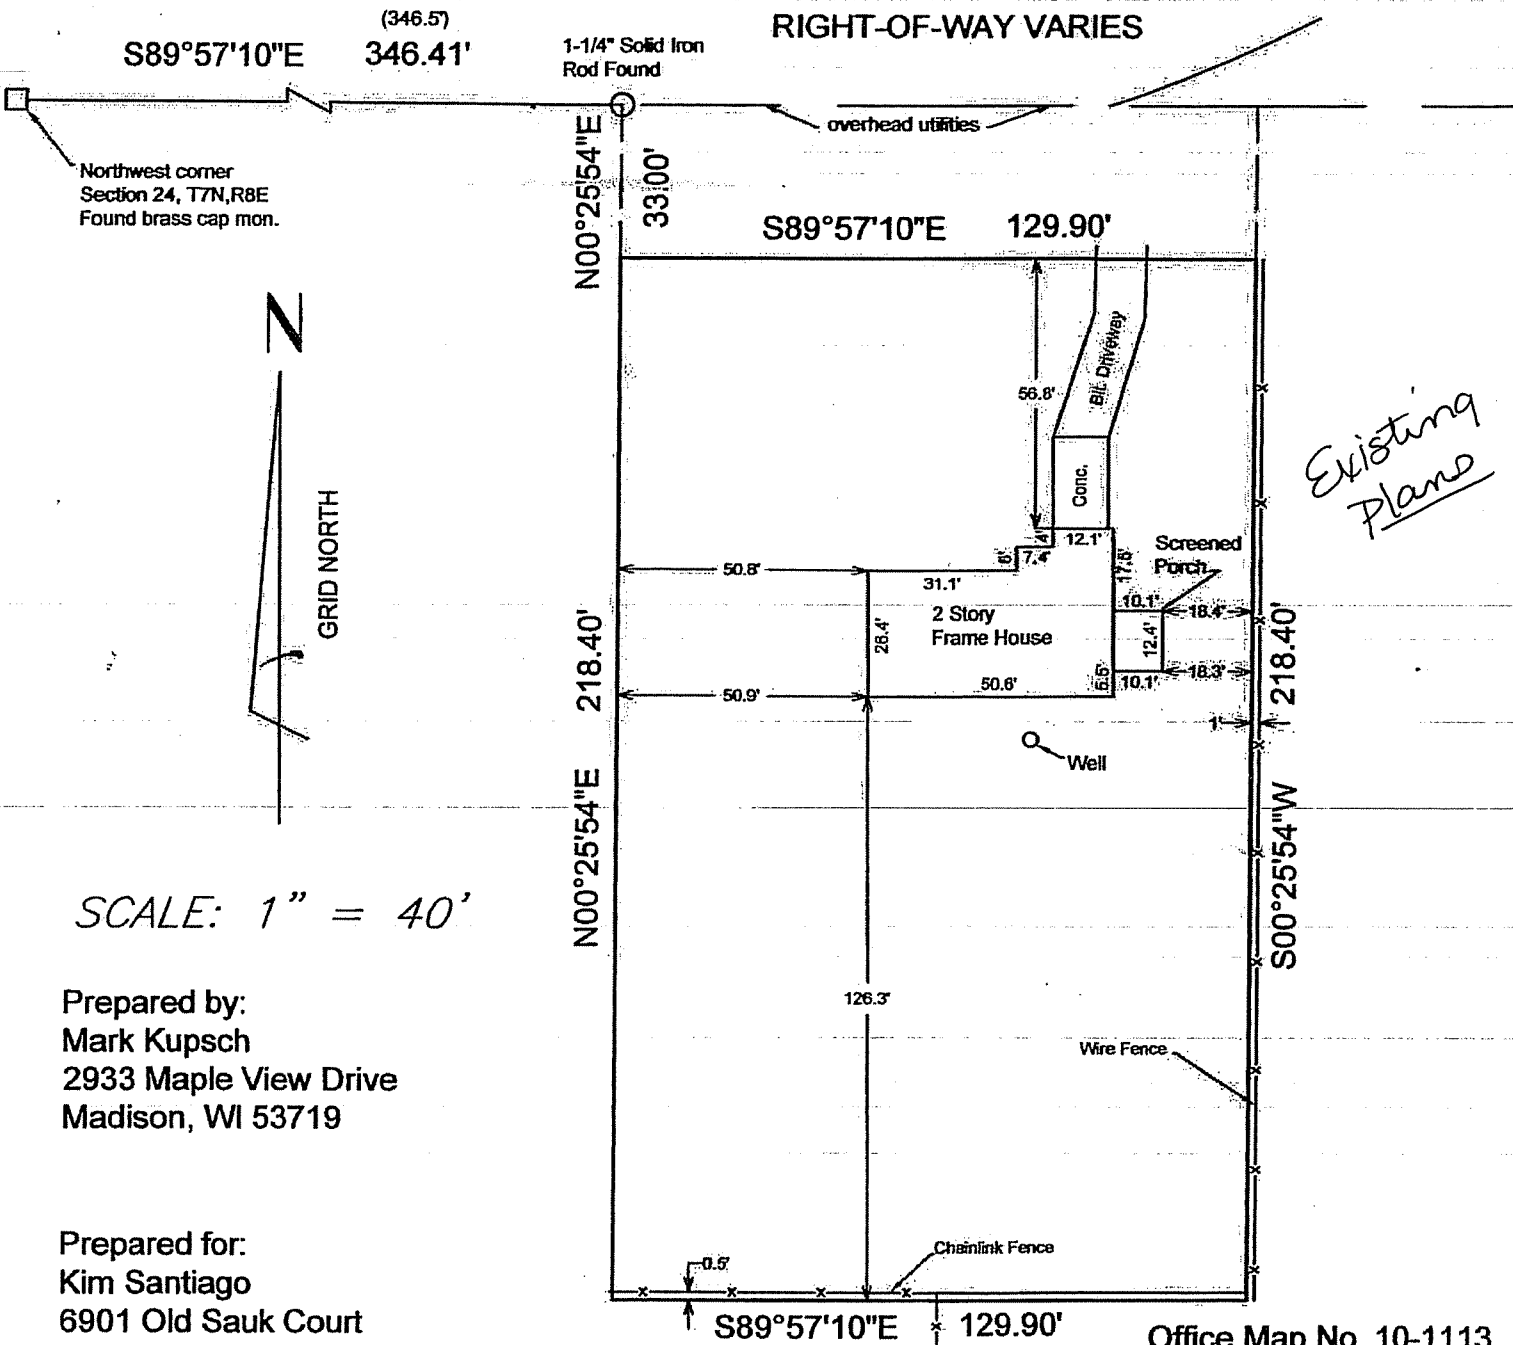 (346.5')
S89°57'10"E 346.41'
1-1/4" Solid Iron
Rod Found
RIGHT-OF-WAY VARIES
overhead utilities
Northwest corner
Section 24, T7N,R8E
Found brass cap mon.
N00°25'54"E
33.00'
S89°57'10"E 129.90'
N
GRID NORTH
56.8'
Bit. Driveway
Conc.
Existing
Plans
4'
12.1'
6'
7.4'
17.5'
Screened
Porch
50.8'
31.1'
10.1'
18.4'
2 Story
Frame House
26.4'
12.4'
218.40'
218.40'
50.9'
50.6'
5.5'
10.1'
18.3'
1'
Well
N00°25'54"E
S00°25'54"W
SCALE: 1" = 40'
126.3'
Prepared by:
Mark Kupsch
2933 Maple View Drive
Madison, WI 53719
Wire Fence
Prepared for:
Kim Santiago
6901 Old Sauk Court
Chainlink Fence
0.5'
S89°57'10"E 129.90'
Office Map No. 10-1113